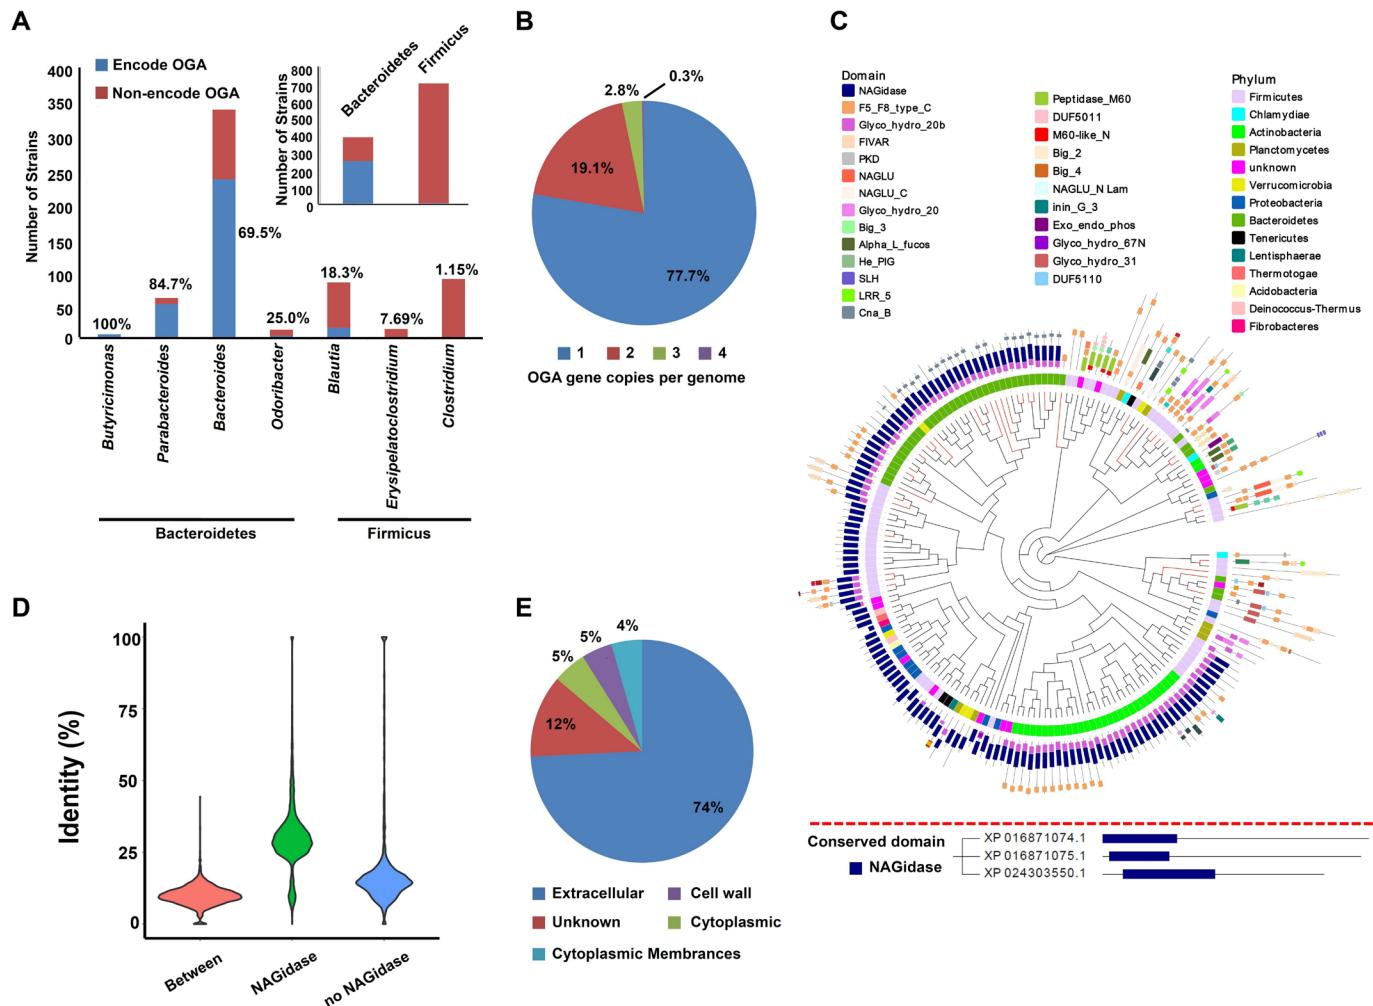 A
Encode OGA
Non-encode OGA
Number of Strains
400
350
300
250
200
150
100
50
0
100%
84.7%
69.5%
25.0%
18.3%
7.69%
1.15%
Butyricimonas
Parabacteroides
Bacteroides
Odoribacter
Blautia
Erysipelatoclostridium
Clostridium
Bacteroidetes
Firmicus
Number of Strains
800
700
600
500
400
300
200
100
0
Bacteroidetes
Firmicus
B
0.3%
2.8%
19.1%
77.7%
1 2 3 4
OGA gene copies per genome
C
Domain
NAGidase
F5_F8_type_C
Glyco_hydro_20b
FIVAR
PKD
NAGLU
NAGLU_C
Glyco_hydro_20
Big_3
Alpha_L_fucos
He_PIG
SLH
LRR_5
Cna_B
Peptidase_M60
DUF5011
M60-like_N
Big_2
Big_4
NAGLU_N Lam
inin_G_3
Exo_endo_phos
Glyco_hydro_67N
Glyco_hydro_31
DUF5110
Phylum
Firmicutes
Chlamydiae
Actinobacteria
Planctomycetes
unknown
Verrucomicrobia
Proteobacteria
Bacteroidetes
Tenericutes
Lentisphaerae
Thermotogae
Acidobacteria
Deinococcus-Thermus
Fibrobacteres
Conserved domain
NAGidase
XP 016871074.1
XP 016871075.1
XP 024303550.1
D
Identity (%)
100
75
50
25
0
Between
NAGidase
no NAGidase
E
4%
5%
5%
12%
74%
Extracellular
Cell wall
Unknown
Cytoplasmic
Cytoplasmic Membrances